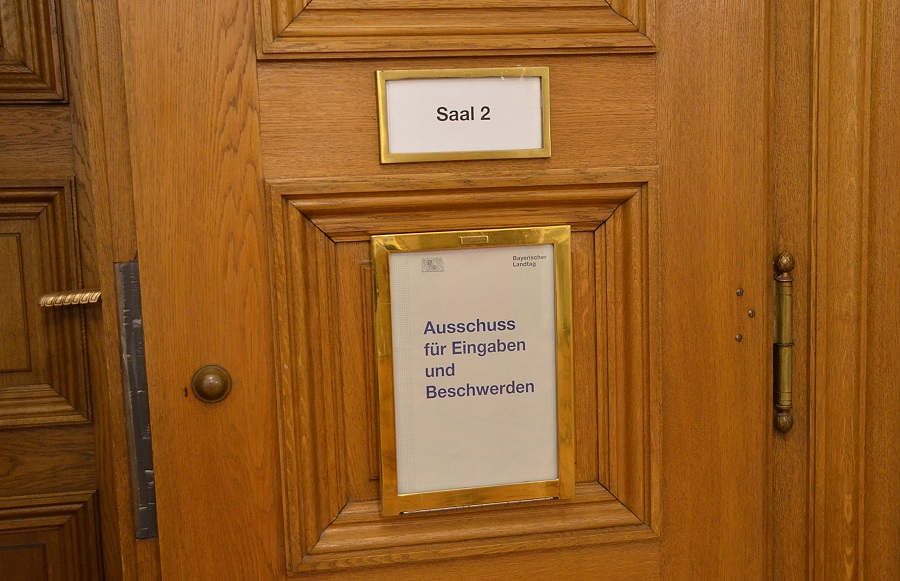 Saal 2
Bayerischer
Landtag
Ausschuss
für Eingaben
und
Beschwerden